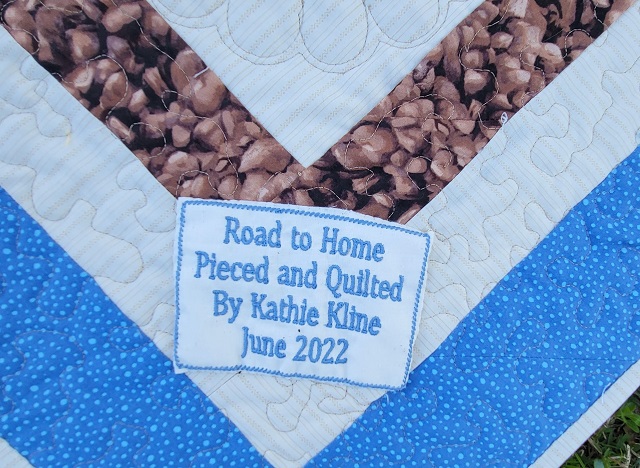 Road to Home
Pieced and Quilted
By Kathie Kline
June 2022